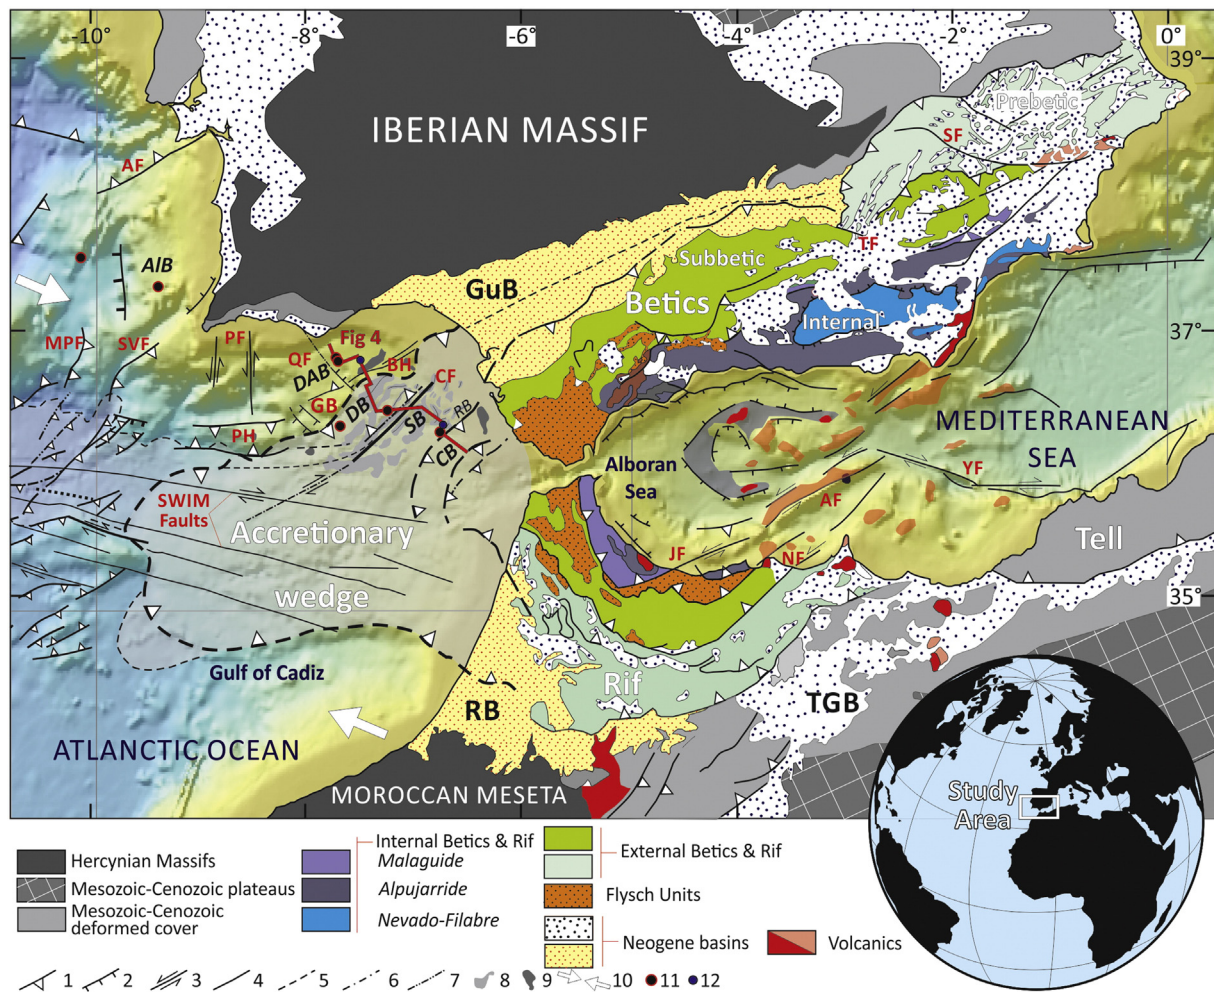 -10°
-8°
-6°
-4°
-2°
0°
39°
Prebetic
SF
IBERIAN MASSIF
AF
TF
AlB
Subbetic
GuB
Betics
Internal
37°
MPF
SVF
PF
Fig 4
QF
BH
DAB
CF
GB
DB
SB
RB
PH
CB
MEDITERRANEAN
SEA
Alboran
Sea
YF
AF
SWIM
Faults
Accretionary
wedge
JF
NF
Tell
35°
Gulf of Cadiz
Rif
RB
TGB
ATLANCTIC OCEAN
MOROCCAN MESETA
Study
Area
Hercynian Massifs
Mesozoic-Cenozoic plateaus
Mesozoic-Cenozoic
deformed cover
Internal Betics & Rif
Malaguide
Alpujarride
Nevado-Filabre
External Betics & Rif
Flysch Units
Neogene basins
Volcanics
1 2 3 4 5 6 7 8 9 10 11 12